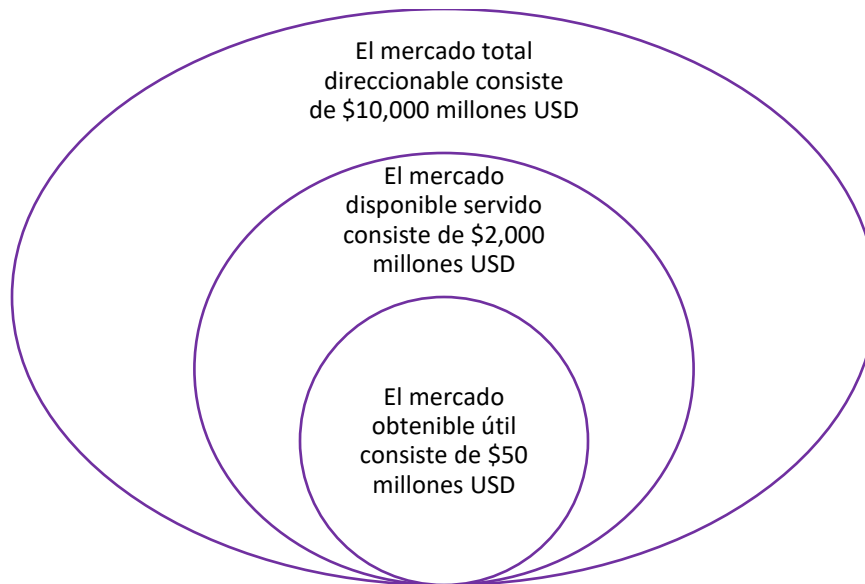 El mercado total
direccionable consiste
de $10,000 millones USD
El mercado
disponible servido
consiste de $2,000
millones USD
El mercado
obtenible útil
consiste de $50
millones USD